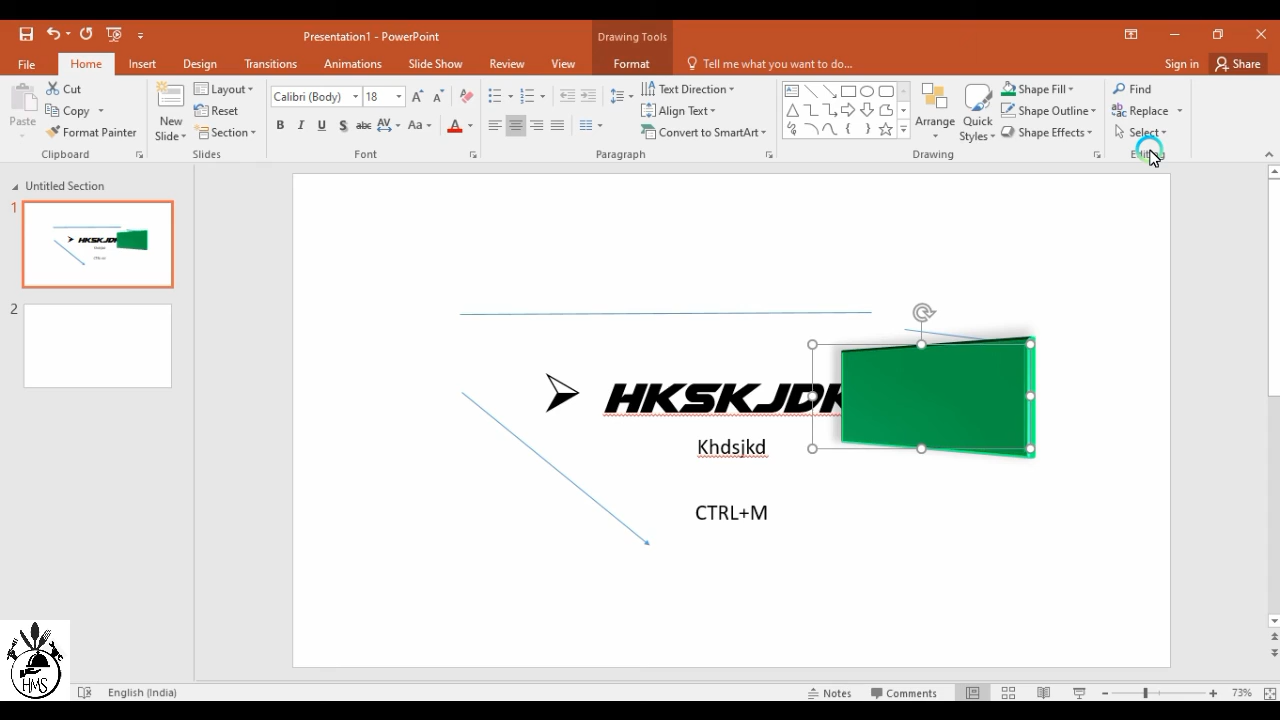 Presentation1 - PowerPoint
Drawing Tools
File Home Insert Design Transitions Animations Slide Show Review View Format Tell me what you want to do... Sign in Share
Paste
Cut
Copy
Format Painter
Clipboard
New Slide
Layout
Reset
Section
Slides
Calibri (Body) 18
B I U S abc AV Aa A
Font
Text Direction
Align Text
Convert to SmartArt
Paragraph
Arrange
Quick Styles
Shape Fill
Shape Outline
Shape Effects
Drawing
Find
Replace
Select
Editing
Untitled Section
1
2
HKSKJDK
Khdsjkd
CTRL+M
HMS
English (India)
Notes
Comments
73%